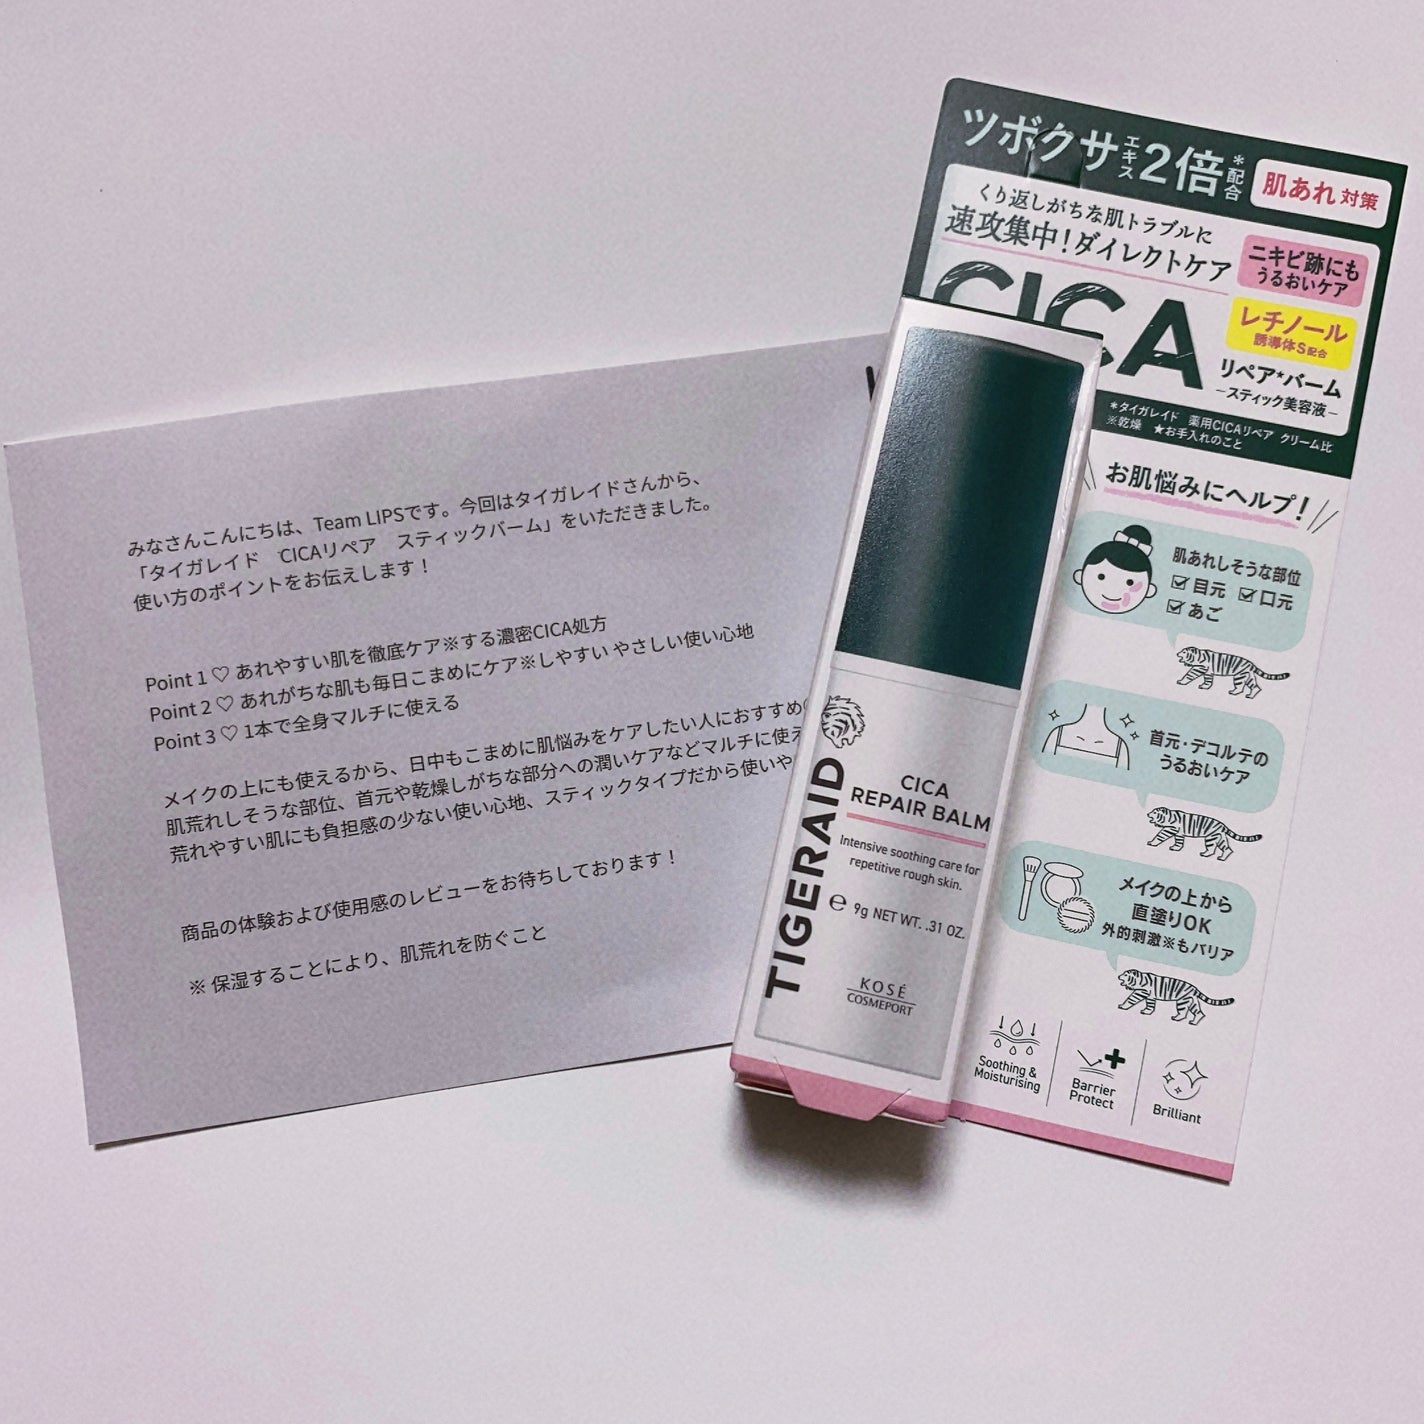 みなさんこんにちは、Team LIPSです。今回はタイガレイドさんから、
「タイガレイド　CICAリペア　スティックバーム」をいただきました。
使い方のポイントをお伝えします！
Point 1 ♡ あれやすい肌を徹底ケア※する濃密CICA処方
Point 2 ♡ あれがちな肌も毎日こまめにケア※しやすい やさしい使い心地
Point 3 ♡ 1本で全身マルチに使える
メイクの上にも使えるから、日中もこまめに肌悩みをケアしたい人におすすめ
肌荒れしそうな部位、首元や乾燥しがちな部分への潤いケアなどマルチに使え
荒れやすい肌にも負担感の少ない使い心地、スティックタイプだから使いや
商品の体験および使用感のレビューをお待ちしております！
※ 保湿することにより、肌荒れを防ぐこと
ツボクサエキス2倍*配合
肌あれ対策
くり返しがちな肌トラブルに
速攻集中！ダイレクトケア
ニキビ跡にも
うるおいケア
CICA
レチノール
誘導体S配合
リペア★バーム
−スティック美容液−
＊タイガレイド　薬用CICAリペア　クリーム比
※乾燥　★お手入れのこと
お肌悩みにヘルプ！
肌あれしそうな部位
☑目元 ☑口元
☑あご
首元・デコルテの
うるおいケア
メイクの上から
直塗りOK
外的刺激※もバリア
Soothing &
Moisturising
Barrier
Protect
Brilliant
TIGERAID
CICA
REPAIR BALM
Intensive soothing care for
repetitive rough skin.
℮ 9g NET WT. .31 OZ.
KOSÉ
COSMEPORT